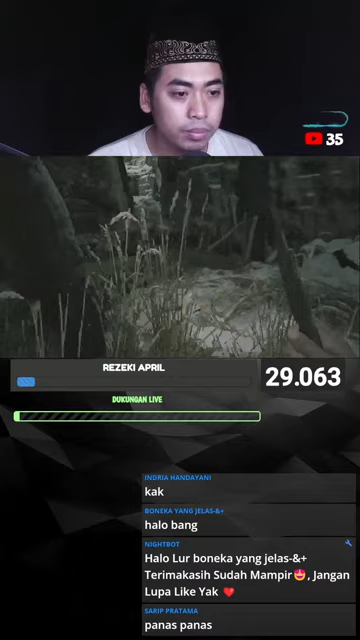 35
REZEKI APRIL
29.063
DUKUNGAN LIVE
INDRIA HANDAYANI
kak
BONEKA YANG JELAS-&+
halo bang
NIGHTBOT
Halo Lur boneka yang jelas-&+
Terimakasih Sudah Mampir🤩, Jangan
Lupa Like Yak ❤️
SARIP PRATAMA
panas panas